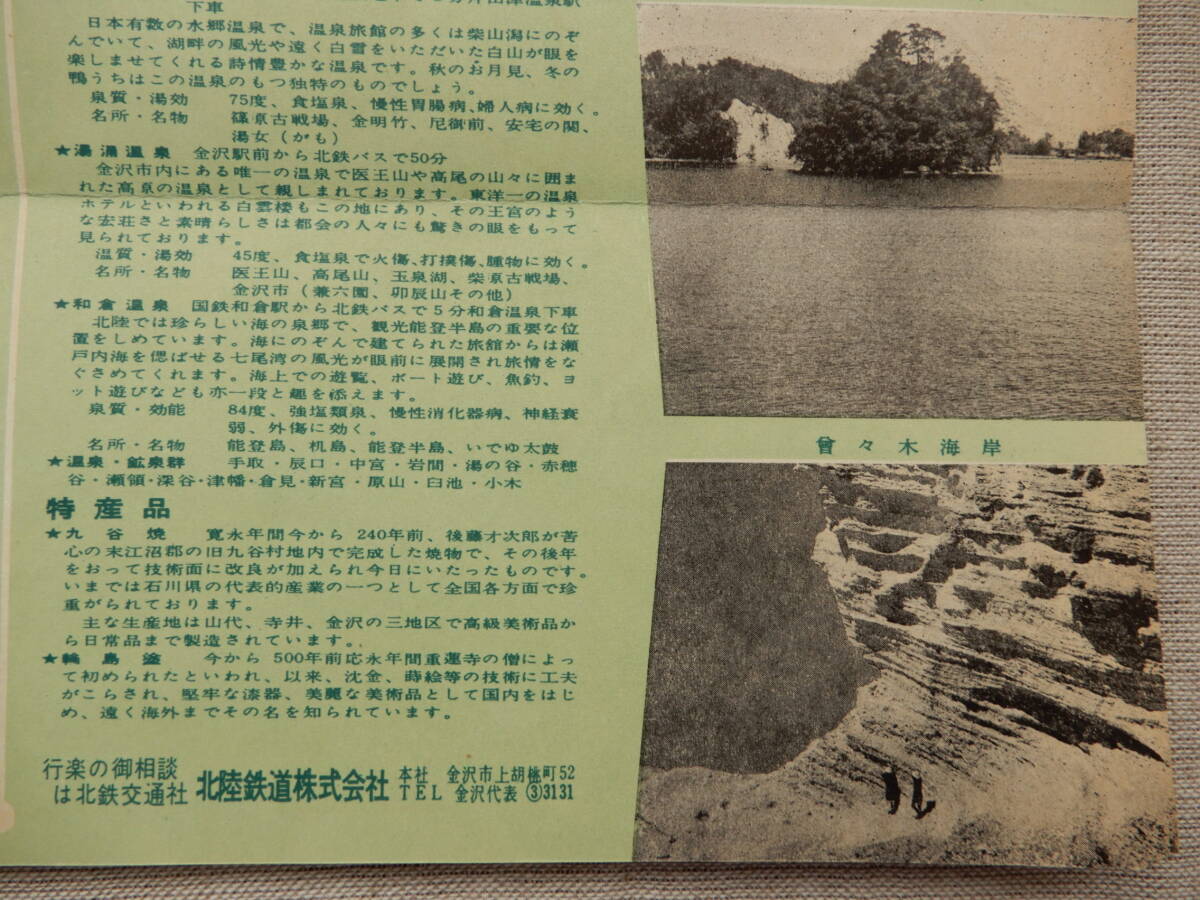 下車
日本有数の水郷温泉で、温泉旅館の多くは柴山潟にのぞ
んでいて、湖畔の風光や遠く白雪をいただいた白山が眼を
楽しませてくれる詩情豊かな温泉です。秋のお月見、冬の
鴨うちはこの温泉のもつ独特のものでしょう。
泉質・湯効 75度、食塩泉、慢性胃腸病、婦人病に効く。
名所・名物 篠原古戦場、金明竹、尼御前、安宅の関、
湯女(がも)
★湯涌温泉 金沢駅前から北鉄バスで50分
金沢市内にある唯一の温泉で医王山や高尾の山々に囲ま
れた高原の温泉として親しまれております。東洋一の温泉
ホテルといわれる白雲楼もこの地にあり、その王宮のよう
な宏荘さと素晴らしさは都会の人々にも驚きの眼をもって
見られております。
温質・湯効 45度、食塩泉で火傷、打撲傷、腫物に効く。
名所・名物 医王山、高尾山、玉泉湖、柴原古戦場、
金沢市(兼六園、卯辰山その他)
★和倉温泉 国鉄和倉駅から北鉄バスで5分和倉温泉下車
北陸では珍らしい海の泉郷で、観光能登半島の重要な位
置をしめています。海にのぞんで建てられた旅館からは瀬
戸内海を偲ばせる七尾湾の風光が眼前に展開され旅情をな
ぐさめてくれます。海上での遊覧、ボート遊び、魚釣、ヨ
ット遊びなども亦一段と趣を添えます。
泉質・効能 84度、強塩類泉、慢性消化器病、神経衰
弱、外傷に効く。
名所・名物 能登島、机島、能登半島、いでゆ太鼓
★温泉・鉱泉群 手取・辰口・中宮・岩間・湯の谷・赤穂
谷・瀬領・深谷・津幡・倉見・新宮・原山・臼池・小木
特産品
★九谷焼 寛永年間今から240年前、後藤才次郎が苦
心の末江沼郡の旧九谷村地内で完成した焼物で、その後年
をおって技術面に改良が加えられ今日にいたったものです。
いまでは石川県の代表的産業の一つとして全国各方面で珍
重がられております。
主な生産地は山代、寺井、金沢の三地区で高級美術品か
ら日常品まで製造されています。
★輪島塗 今から500年前応永年間重蓮寺の僧によっ
て初められたといわれ、以来、沈金、蒔絵等の技術に工夫
がこらされ、堅牢な漆器、美麗な美術品として国内をはじ
め、遠く海外までその名を知られています。
行楽の御相談
は北鉄交通社
北陸鉄道株式会社
本社 金沢市上胡桃町52
TEL 金沢代表 ③3131
曾々木海岸